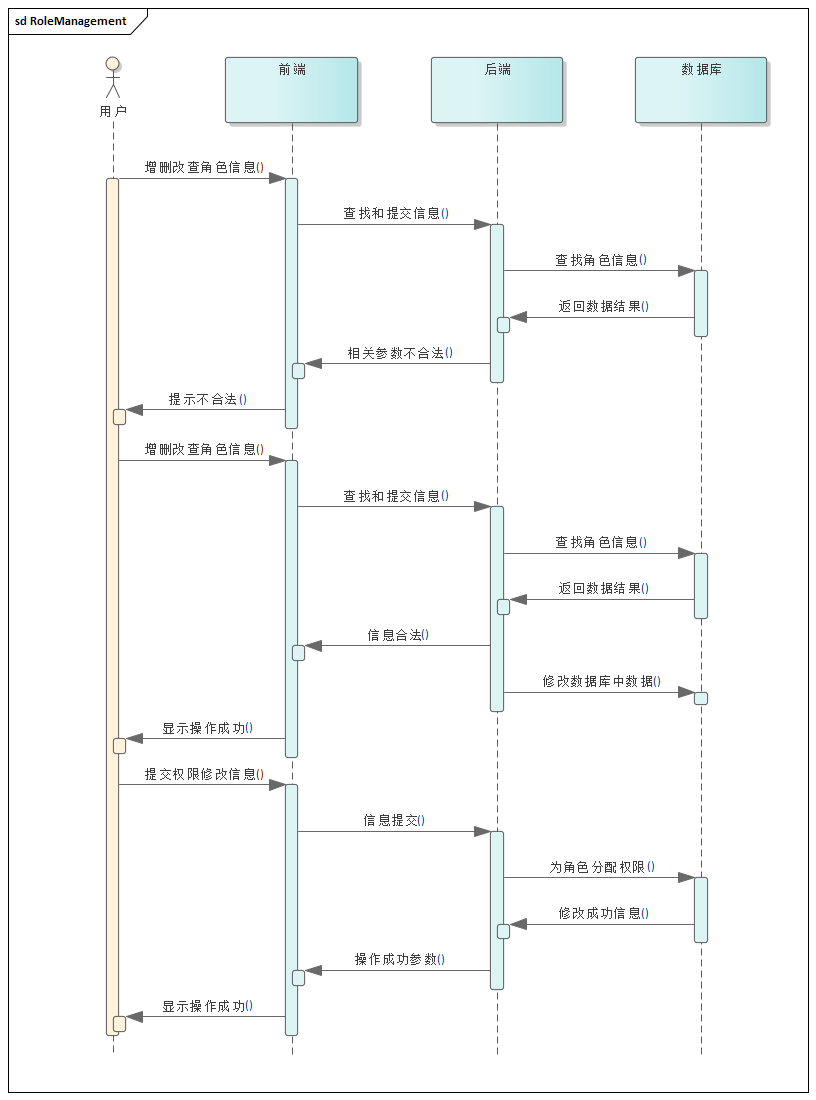 sd RoleManagement
用户
前端
后端
数据库
增删改查角色信息()
查找和提交信息()
查找角色信息()
返回数据结果()
相关参数不合法()
提示不合法()
增删改查角色信息()
查找和提交信息()
查找角色信息()
返回数据结果()
信息合法()
修改数据库中数据()
显示操作成功()
提交权限修改信息()
信息提交()
为角色分配权限()
修改成功信息()
操作成功参数()
显示操作成功()